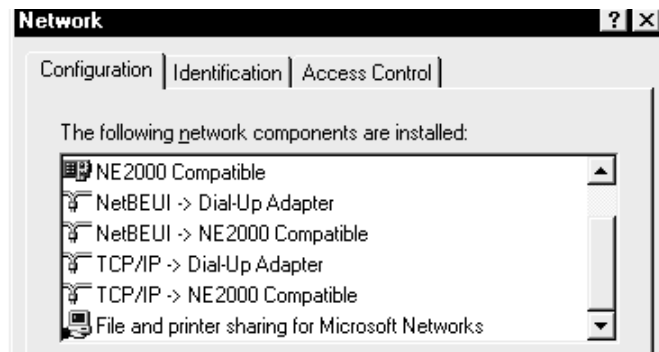 Network ? X
Configuration Identification Access Control
The following network components are installed:
NE2000 Compatible
NetBEUI -> Dial-Up Adapter
NetBEUI -> NE2000 Compatible
TCP/IP -> Dial-Up Adapter
TCP/IP -> NE2000 Compatible
File and printer sharing for Microsoft Networks